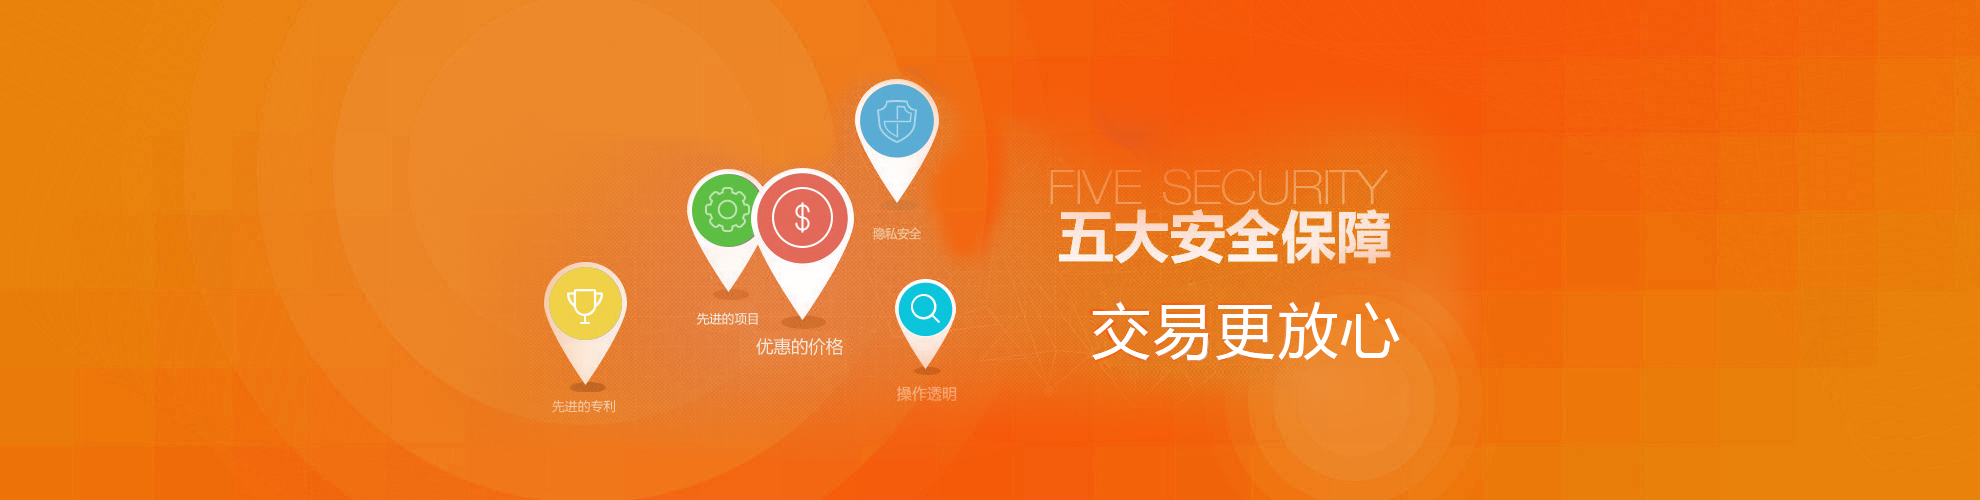 FIVE SECURITY
五大安全保障
交易更放心
隐私安全
先进的项目
优惠的价格
操作透明
先进的专利